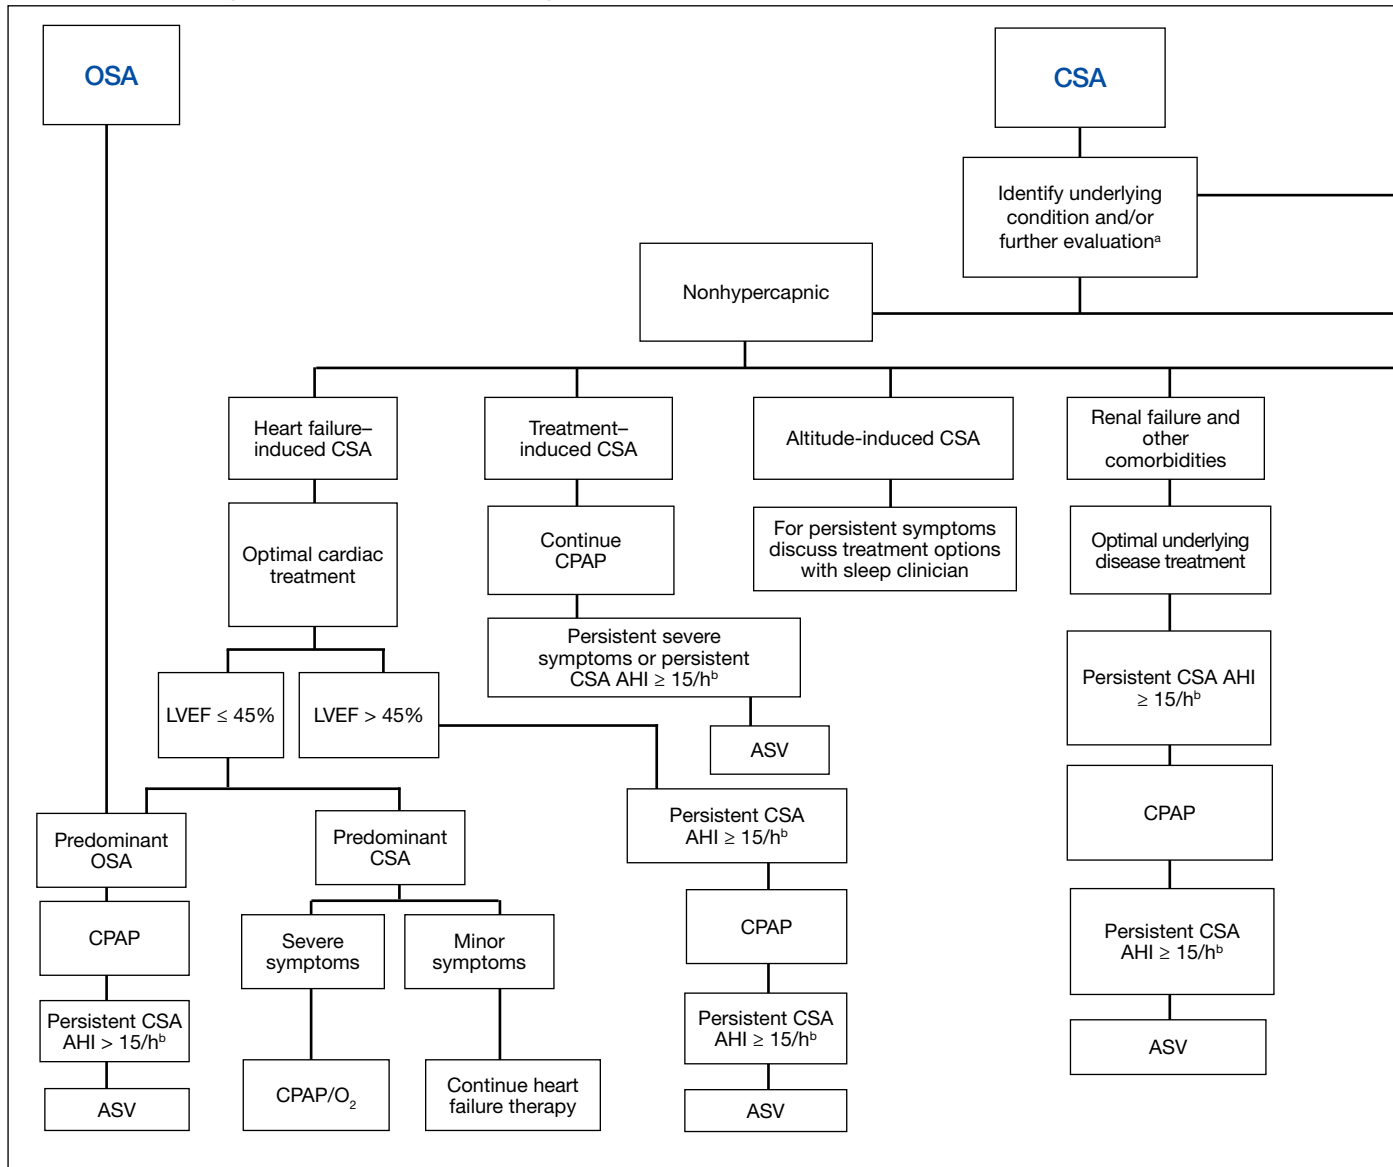 OSA
CSA
Identify underlying
condition and/or
further evaluationᵃ
Nonhypercapnic
Heart failure–
induced CSA
Treatment–
induced CSA
Altitude-induced CSA
Renal failure and
other
comorbidities
Optimal cardiac
treatment
Continue
CPAP
For persistent symptoms
discuss treatment options
with sleep clinician
Optimal underlying
disease treatment
Persistent severe
symptoms or persistent
CSA AHI ≥ 15/hᵇ
Persistent CSA AHI
≥ 15/hᵇ
LVEF ≤ 45%
LVEF > 45%
ASV
Predominant
OSA
Predominant
CSA
Persistent CSA
AHI ≥ 15/hᵇ
CPAP
CPAP
Severe
symptoms
Minor
symptoms
CPAP
Persistent CSA
AHI ≥ 15/hᵇ
Persistent CSA
AHI > 15/hᵇ
Persistent CSA
AHI ≥ 15/hᵇ
ASV
ASV
CPAP/O₂
Continue heart
failure therapy
ASV